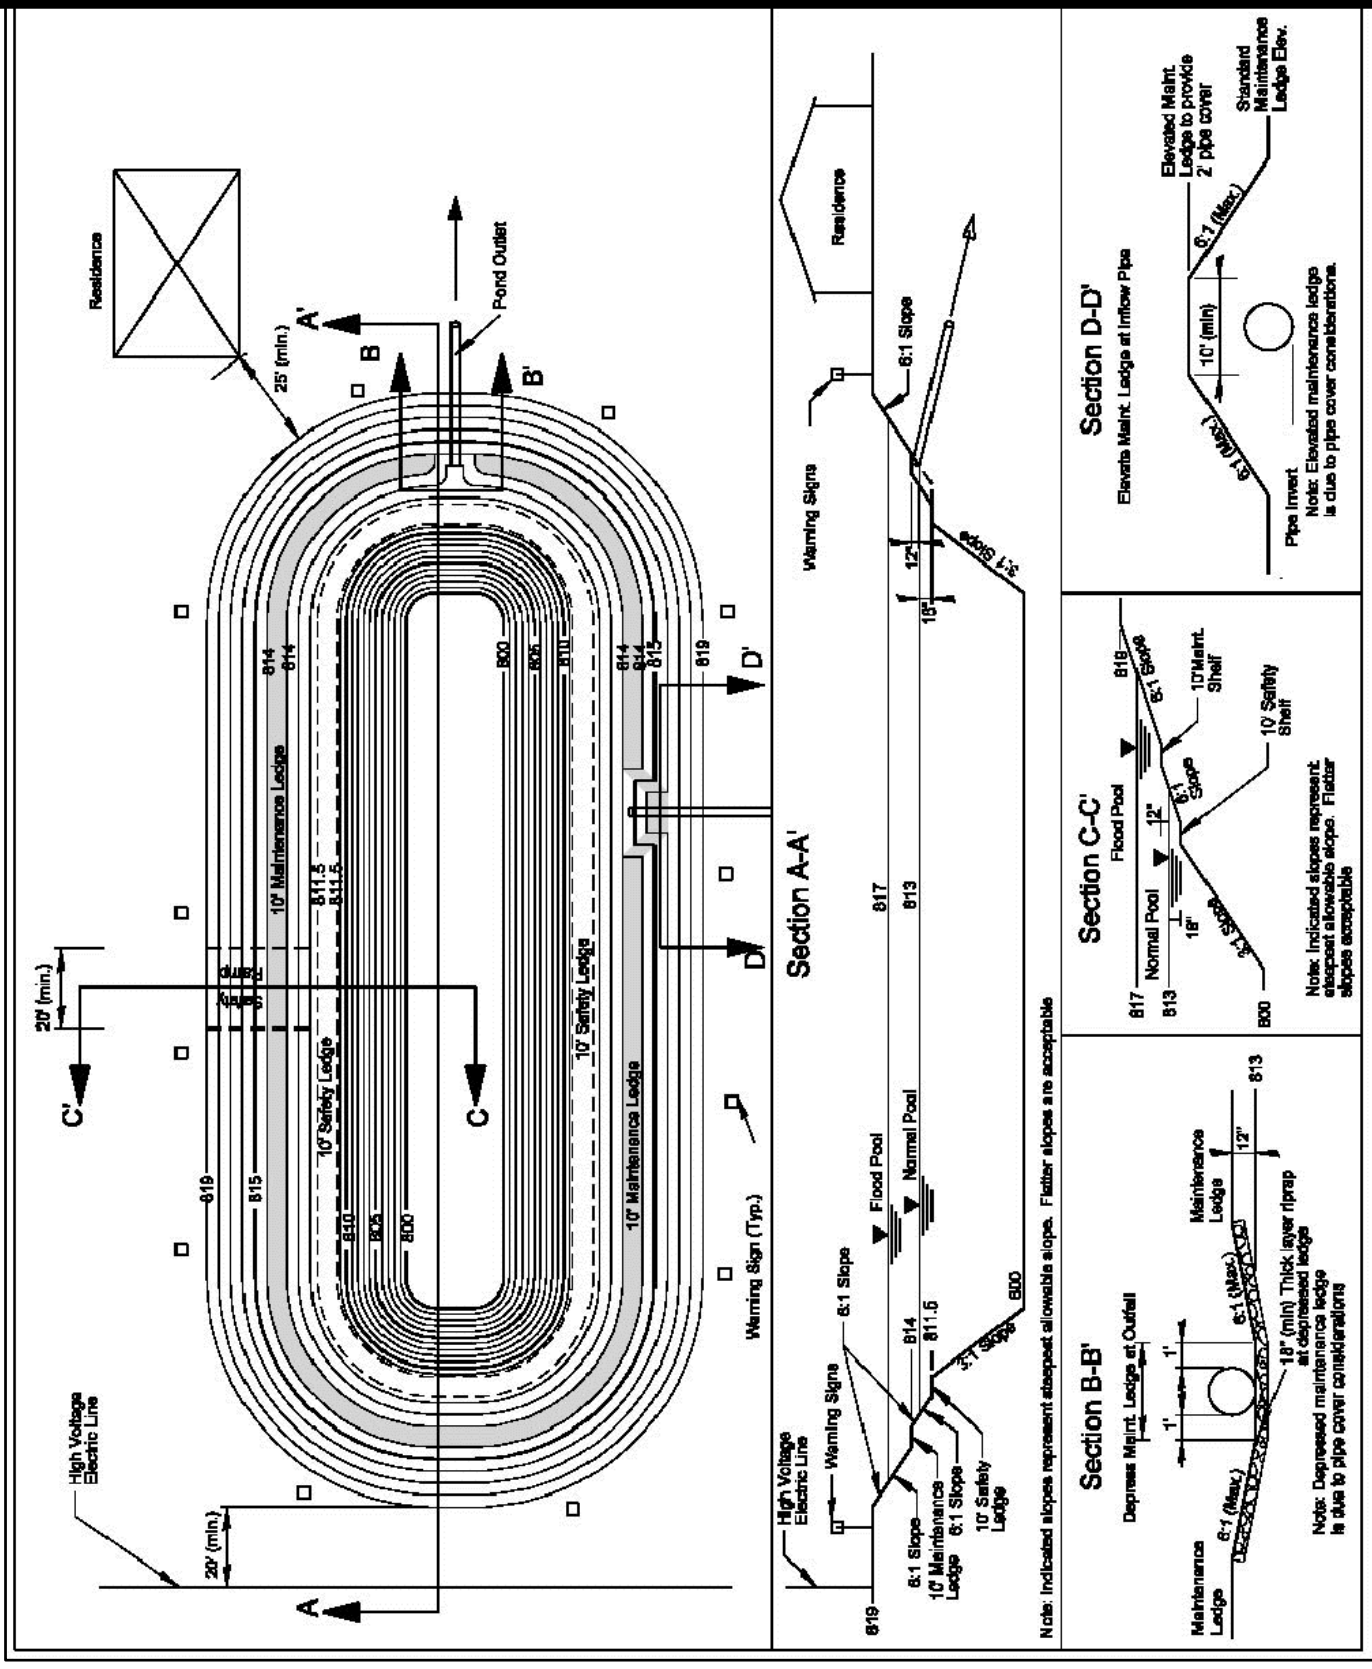 High Voltage
Electric Line
C'
20' (min.)
Residence
20' (min.)
819
815
Safety
Ramp
10" Maintenance Ledge
814
814
25' (min.)
A
A'
10' Safety Ledge
811.5
811.5
810
805
800
B
B'
Pond Outlet
C
800
805
810
10' Safety Ledge
10" Maintenance Ledge
814
814
815
819
D
D'
Warning Sign (Typ.)
Section A-A'
High Voltage
Electric Line
Warning Signs
6:1 Slope
Flood Pool
Normal Pool
817
813
Warning Signs
Residence
6:1 Slope
819
6:1 Slope
10' Maintenance
Ledge
6:1 Slope
10' Safety
Ledge
814
811.5
3:1 Slope
800
12"
18"
3:1 Slope
Note: Indicated slopes represent steepest allowable slope. Flatter slopes are acceptable
Section B-B'
Depress Maint. Ledge at Outfall
Maintenance
Ledge
6:1 (Max.)
1'
1'
6:1 (Max.)
Maintenance
Ledge
12"
813
18" (min) Thick layer riprap
at depressed ledge
Note: Depressed maintenance ledge
is due to pipe cover considerations
Section C-C'
817
Flood Pool
819
6:1 Slope
813
Normal Pool
12"
18"
6:1
Slope
10'Maint.
Shelf
10' Safety
Shelf
3:1 Slope
800
Note: Indicated slopes represent
steepest allowable slope. Flatter
slopes acceptable
Section D-D'
Elevate Maint. Ledge at Inflow Pipe
Elevated Maint.
Ledge to provide
2' pipe cover
10' (min)
6:1 (Max.)
6:1 (Max.)
Standard
Maintenance
Ledge Elev.
Pipe Invert
Note: Elevated maintenance ledge
is due to pipe cover considerations.